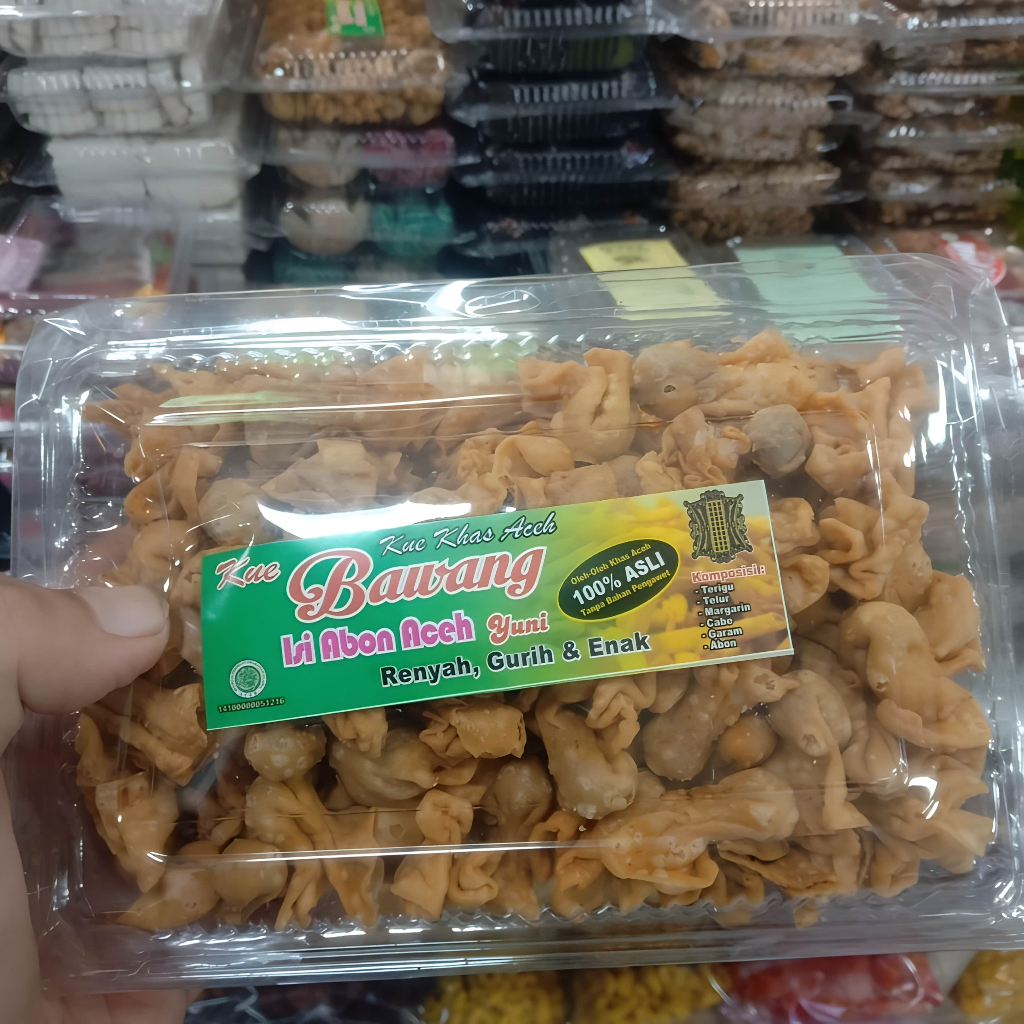 Kue Khas Aceh
Kue Bawang
Isi Abon Aceh Yuni
Renyah, Gurih & Enak
Oleh-Oleh Khas Aceh
100% ASLI
Tanpa Bahan Pengawet
Komposisi :
- Terigu
- Telur
- Margarin
- Cabe
- Garam
- Abon
14100000051216